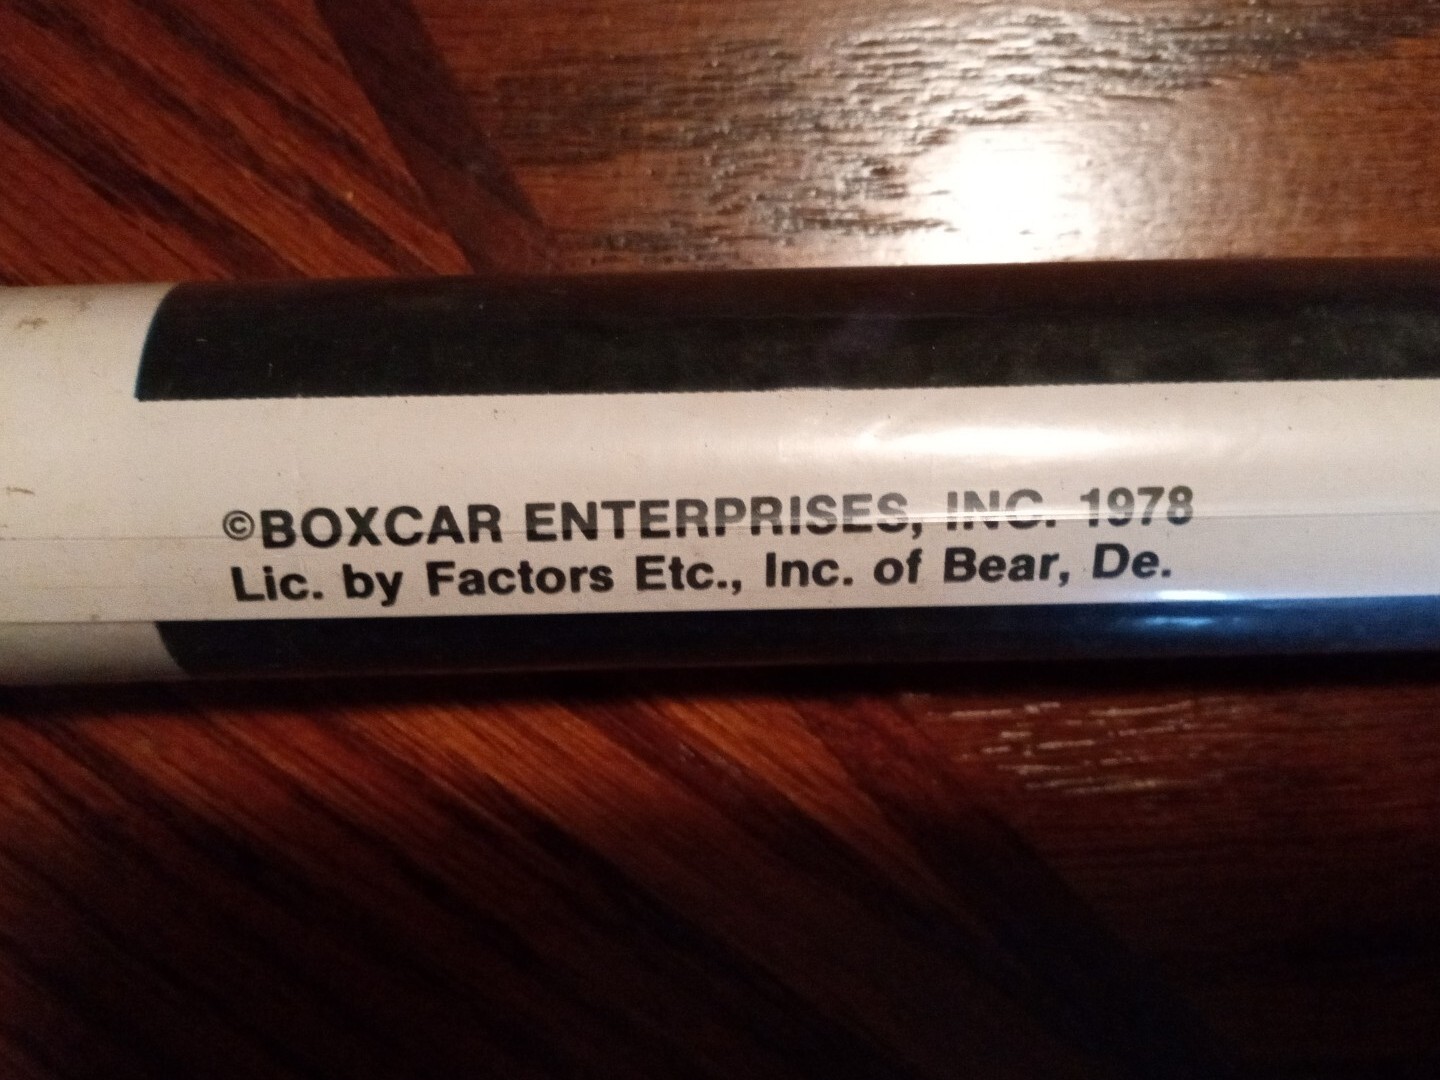 ©BOXCAR ENTERPRISES, INC. 1978
Lic. by Factors Etc., Inc. of Bear, De.